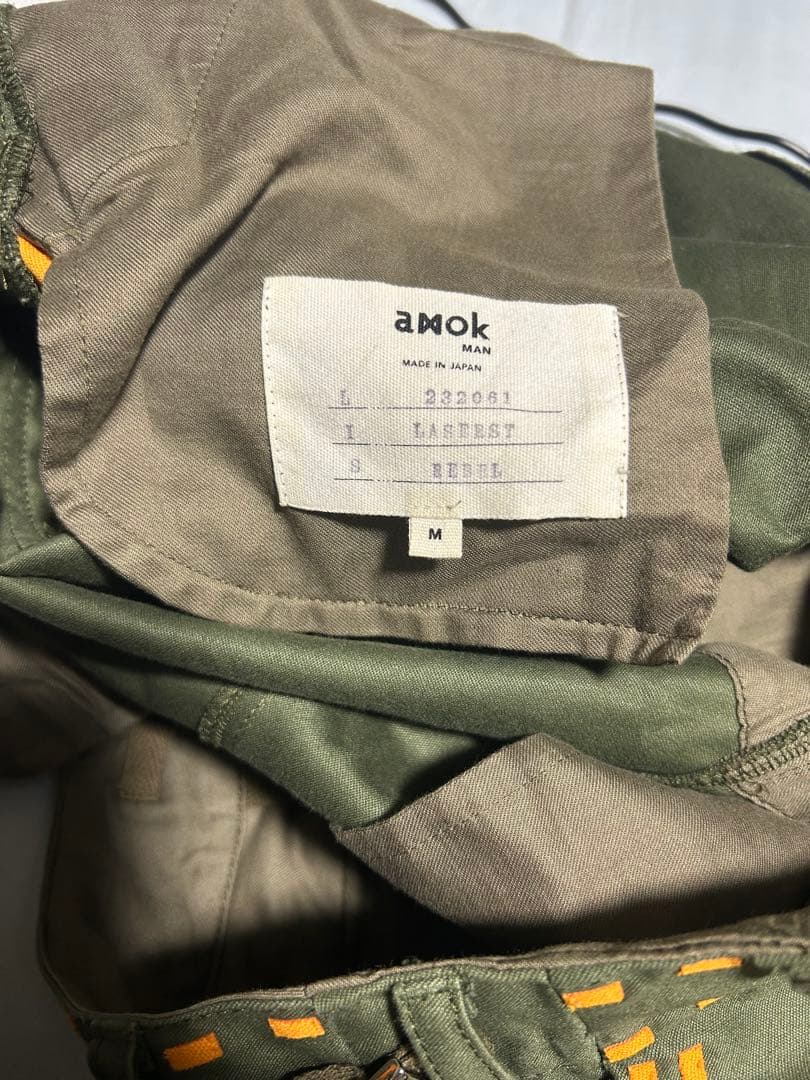 amok
MAN
MADE IN JAPAN
L 232061
I LASERST
S REBEL
M